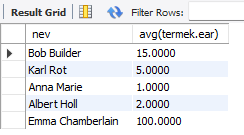 Result Grid Filter Rows:
nev avg(termek.ear)
Bob Builder 15.0000
Karl Rot 5.0000
Anna Marie 1.0000
Albert Holl 2.0000
Emma Chamberlain 100.0000